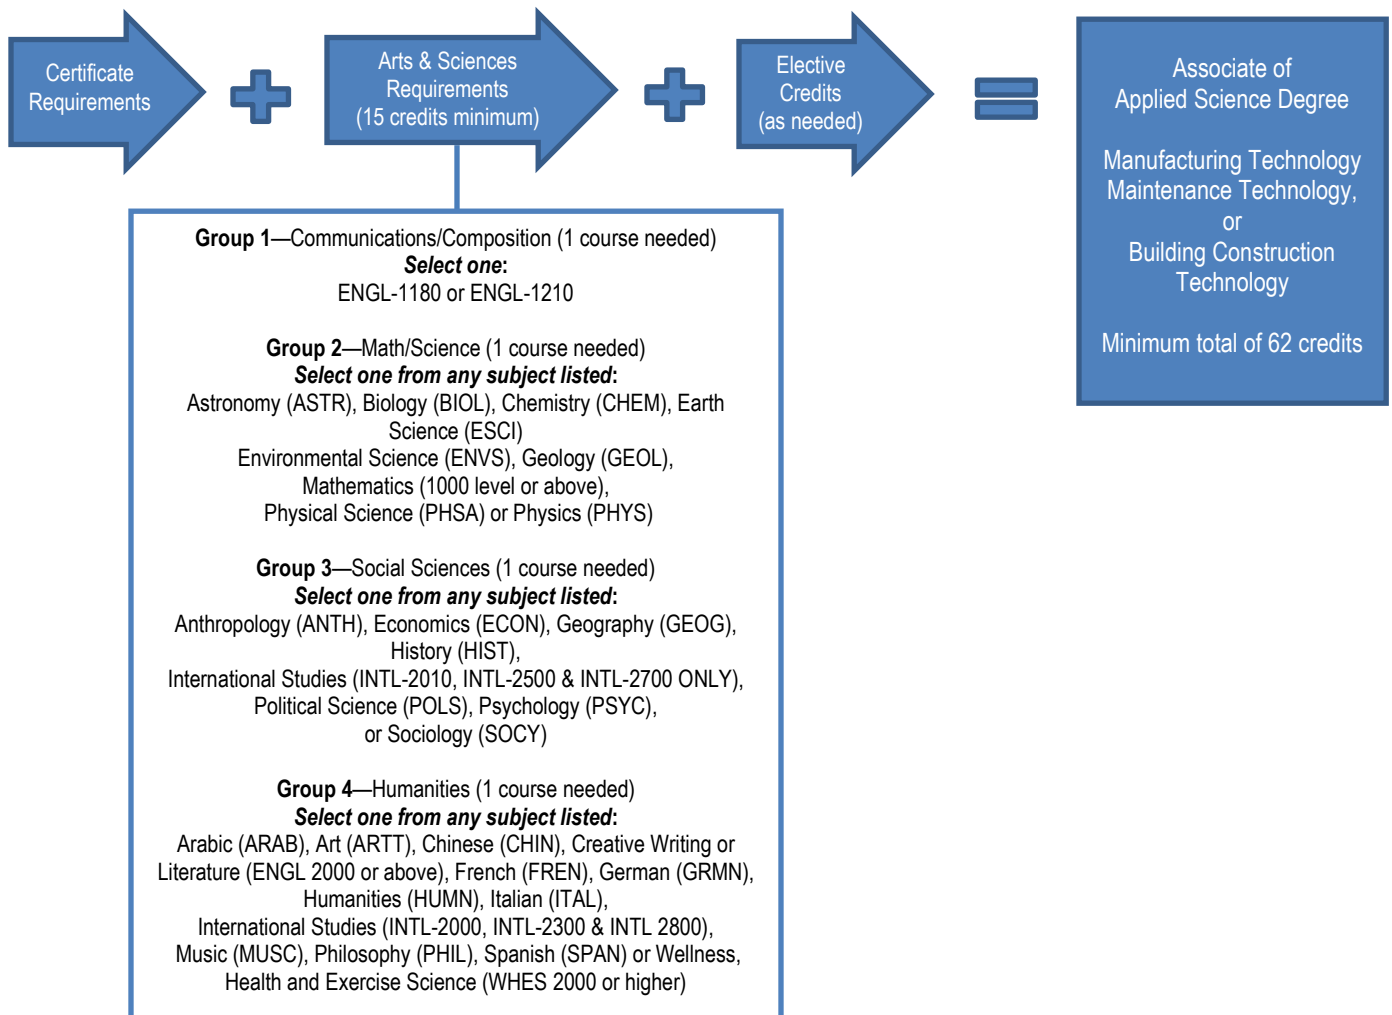 Certificate
Requirements
Arts & Sciences
Requirements
(15 credits minimum)
Elective
Credits
(as needed)
Associate of
Applied Science Degree
Manufacturing Technology
Maintenance Technology,
or
Building Construction
Technology
Minimum total of 62 credits
Group 1—Communications/Composition (1 course needed)
Select one:
ENGL-1180 or ENGL-1210
Group 2—Math/Science (1 course needed)
Select one from any subject listed:
Astronomy (ASTR), Biology (BIOL), Chemistry (CHEM), Earth
Science (ESCI)
Environmental Science (ENVS), Geology (GEOL),
Mathematics (1000 level or above),
Physical Science (PHSA) or Physics (PHYS)
Group 3—Social Sciences (1 course needed)
Select one from any subject listed:
Anthropology (ANTH), Economics (ECON), Geography (GEOG),
History (HIST),
International Studies (INTL-2010, INTL-2500 & INTL-2700 ONLY),
Political Science (POLS), Psychology (PSYC),
or Sociology (SOCY)
Group 4—Humanities (1 course needed)
Select one from any subject listed:
Arabic (ARAB), Art (ARTT), Chinese (CHIN), Creative Writing or
Literature (ENGL 2000 or above), French (FREN), German (GRMN),
Humanities (HUMN), Italian (ITAL),
International Studies (INTL-2000, INTL-2300 & INTL 2800),
Music (MUSC), Philosophy (PHIL), Spanish (SPAN) or Wellness,
Health and Exercise Science (WHES 2000 or higher)